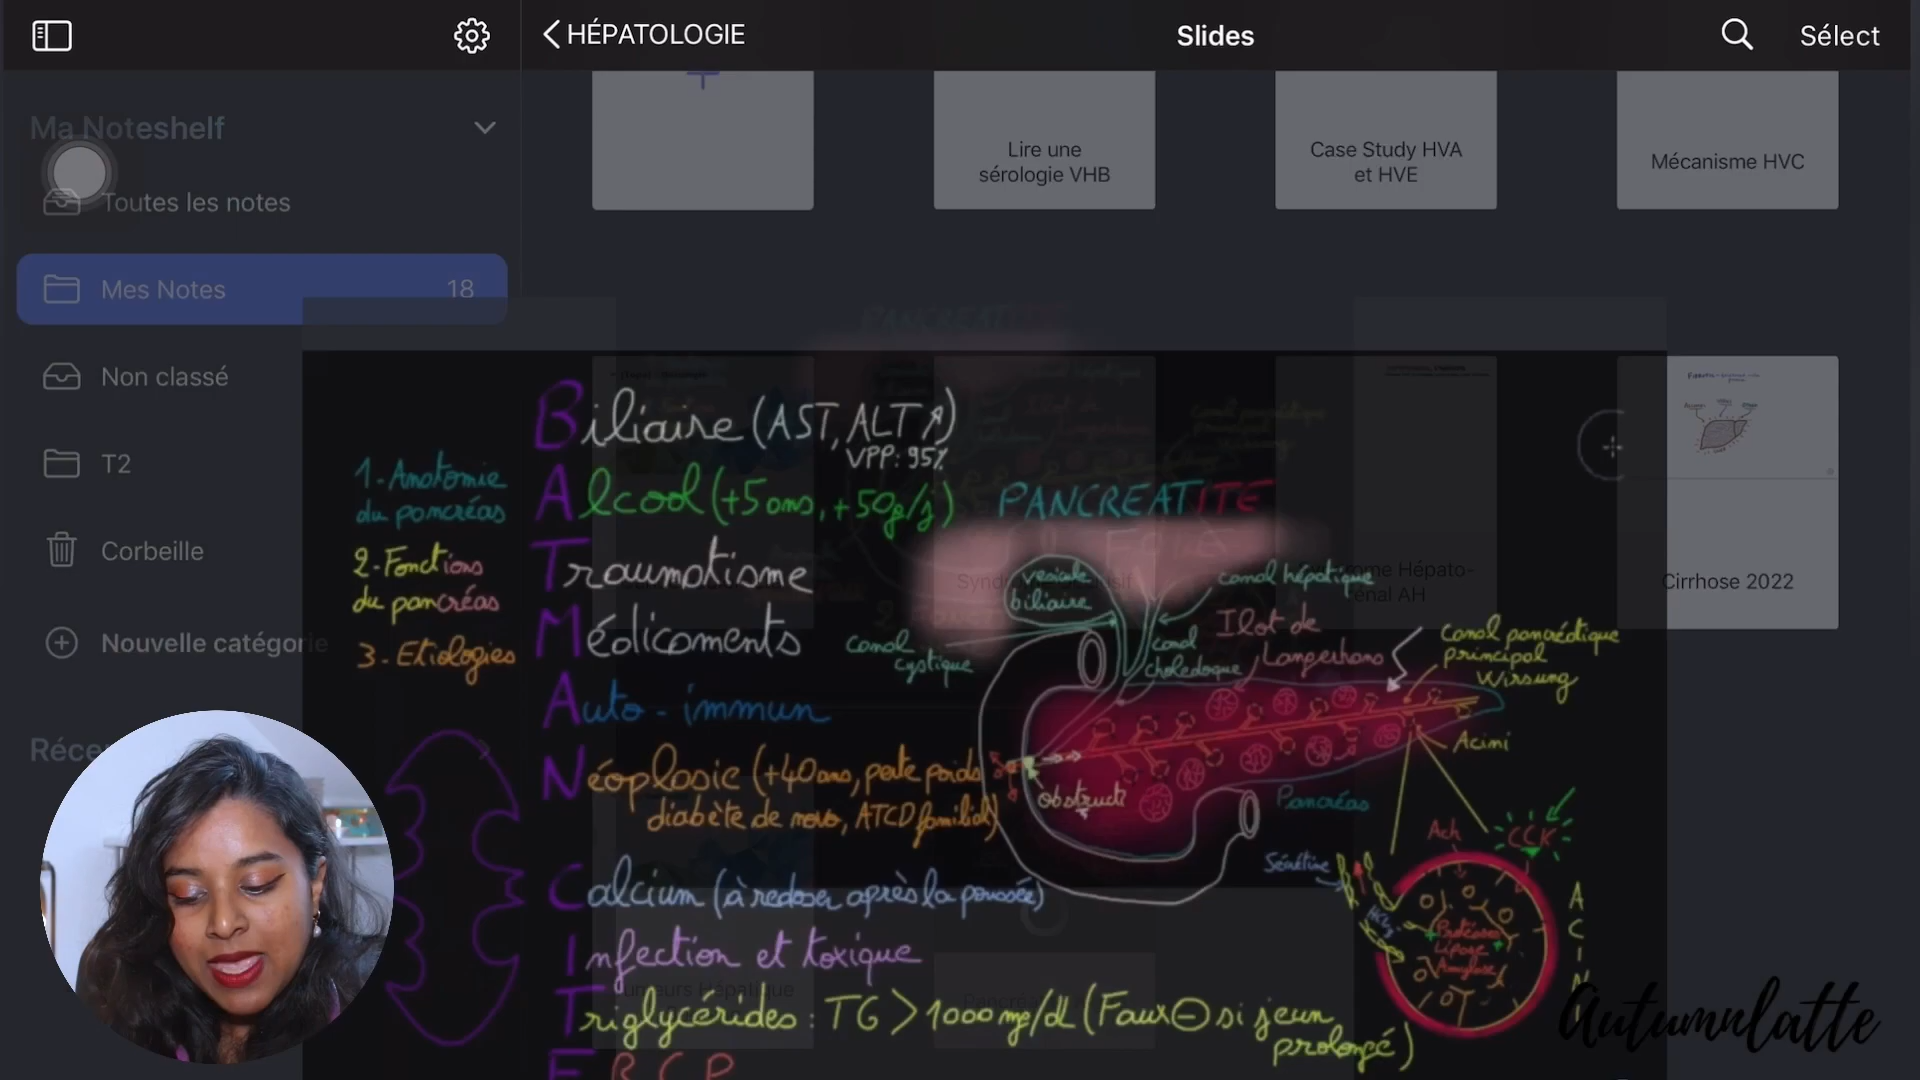 HÉPATOLOGIE
Slides
Sélect
Ma Noteshelf
Toutes les notes
Mes Notes
18
Non classé
T2
Corbeille
Nouvelle catégorie
Lire une
sérologie VHB
Case Study HVA
et HVE
Mécanisme HVC
Cirrhose 2022
1-Anatomie
du pancréas
2-Fonctions
du pancréas
3-Etiologies
Biliaire (AST, ALT↗)
VPP: 95%
Alcool (+5ans, +50g/j)
Traumatisme
Médicaments
Auto-immun
Néoplasie (+40ans, perte poids
diabète de novo, ATCD familial)
Calcium (à redoser après la poussée)
Infection et toxique
Triglycérides : TG > 1000 mg/dl (Faux ⊖ si jeun
prolongé)
PANCREATITE
vésicule
biliaire
canal hépatique
Canal
cystique
Canal
cholédoque
Ilot de
Langerhans
Canal pancréatique
principal
Wirsung
Acini
obstruct
Pancréas
Ach
CCK
Sécrétine
Protéases
Lipase
Amylase
Autumnlatte